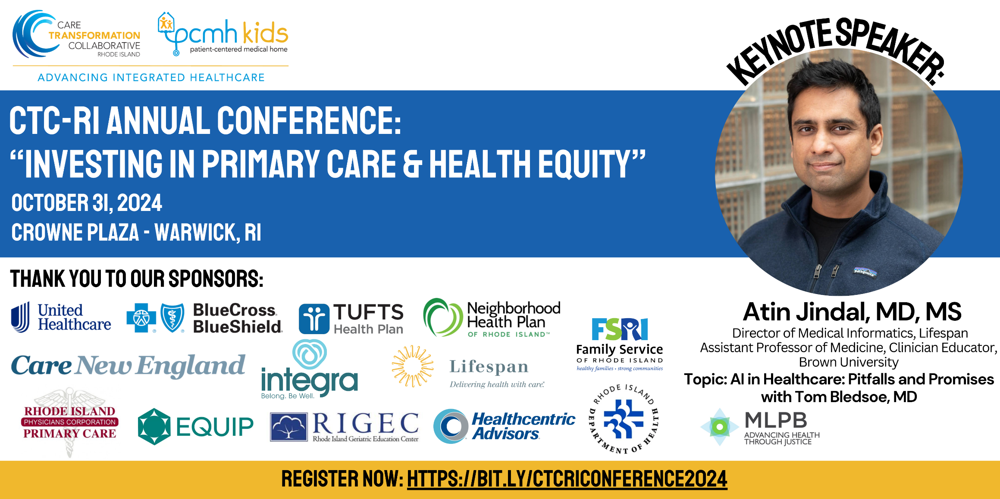 CARE
TRANSFORMATION
COLLABORATIVE
RHODE ISLAND
pcmh kids
patient-centered medical home
ADVANCING INTEGRATED HEALTHCARE
KEYNOTE SPEAKER:
CTC-RI ANNUAL CONFERENCE:
“INVESTING IN PRIMARY CARE & HEALTH EQUITY”
OCTOBER 31, 2024
CROWNE PLAZA - WARWICK, RI
patagonia
THANK YOU TO OUR SPONSORS:
United
Healthcare
BlueCross
BlueShield
TUFTS
Health Plan
Neighborhood
Health Plan
OF RHODE ISLAND™
FSRI
Family Service
OF RHODE ISLAND
healthy families • strong communities
Care New England
integra
Belong. Be Well.
Lifespan
Delivering health with care.®
RHODE ISLAND
PHYSICIANS CORPORATION
PRIMARY CARE
EQUIP
RIGEC
Rhode Island Geriatric Education Center
Healthcentric
Advisors
RHODE ISLAND
DEPARTMENT OF HEALTH
Atin Jindal, MD, MS
Director of Medical Informatics, Lifespan
Assistant Professor of Medicine, Clinician Educator,
Brown University
Topic: AI in Healthcare: Pitfalls and Promises
with Tom Bledsoe, MD
MLPB
ADVANCING HEALTH
THROUGH JUSTICE
REGISTER NOW: HTTPS://BIT.LY/CTCRICONFERENCE2024